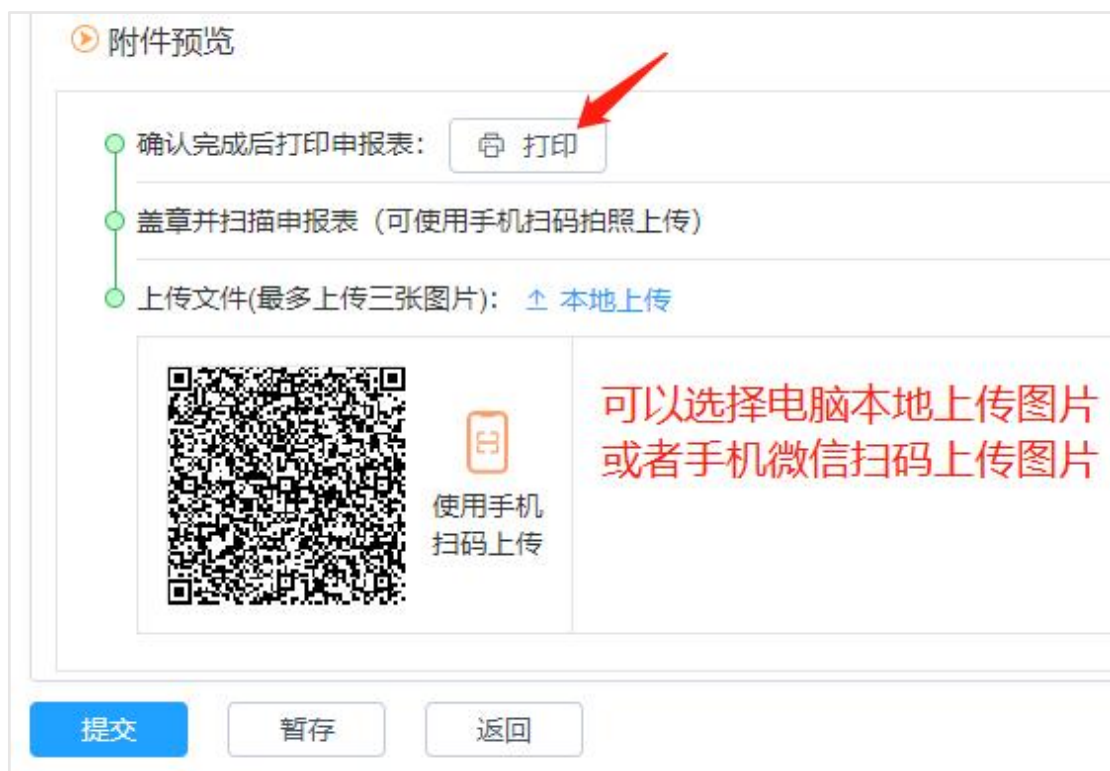 附件预览
确认完成后打印申报表： 打印
盖章并扫描申报表（可使用手机扫码拍照上传）
上传文件(最多上传三张图片)： 本地上传
可以选择电脑本地上传图片
或者手机微信扫码上传图片
使用手机
扫码上传
提交 暂存 返回